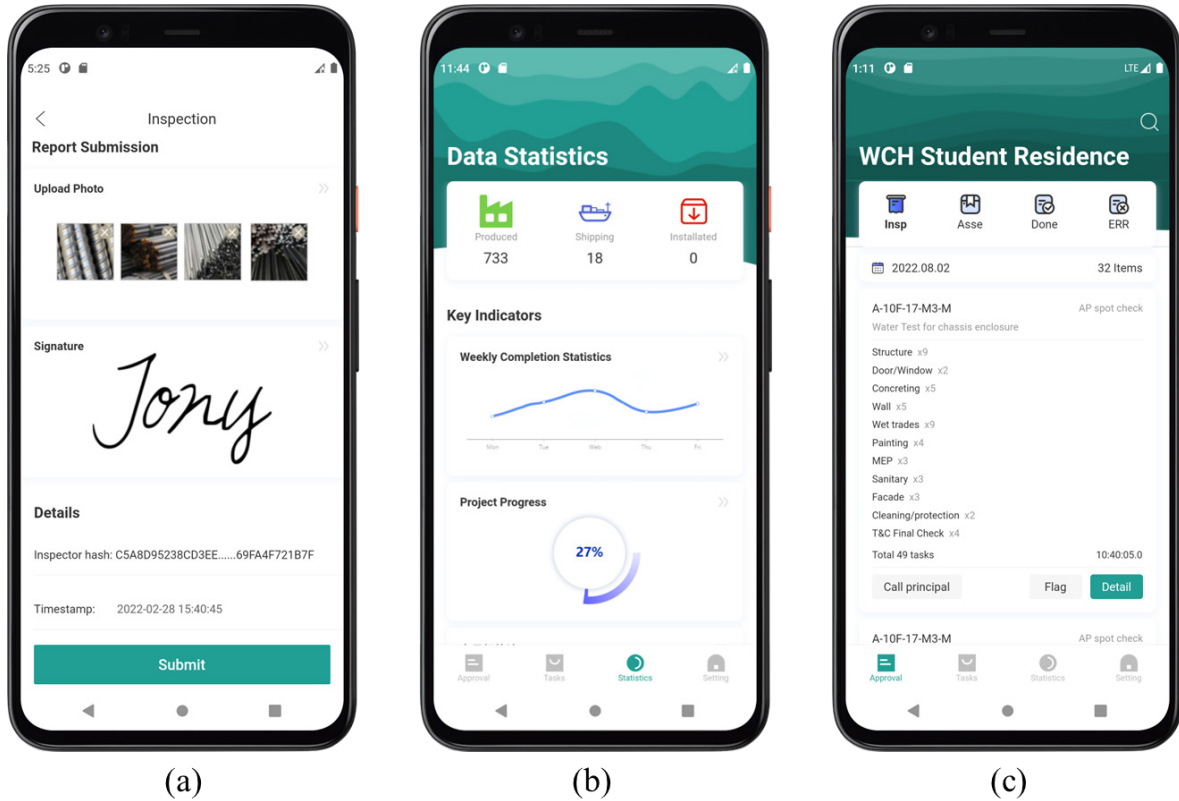 5:25
Inspection
Report Submission
Upload Photo
Signature
Jony
Details
Inspector hash: C5A8D95238CD3EE......69FA4F721B7F
Timestamp: 2022-02-28 15:40:45
Submit
(a)
11:44
Data Statistics
Produced Shipping Installated
733 18 0
Key Indicators
Weekly Completion Statistics
Mon Tue Web Thu Fri
Project Progress
27%
Approval Tasks Statistics Setting
(b)
1:11 LTE
WCH Student Residence
Insp Asse Done ERR
2022.08.02 32 Items
A-10F-17-M3-M AP spot check
Water Test for chassis enclosure
Structure x9
Door/Window x2
Concreting x5
Wall x5
Wet trades x9
Painting x4
MEP x3
Sanitary x3
Facade x3
Cleaning/protection x2
T&C Final Check x4
Total 49 tasks 10:40:05.0
Call principal Flag Detail
A-10F-17-M3-M AP spot check
Approval Tasks Statistics Setting
(c)